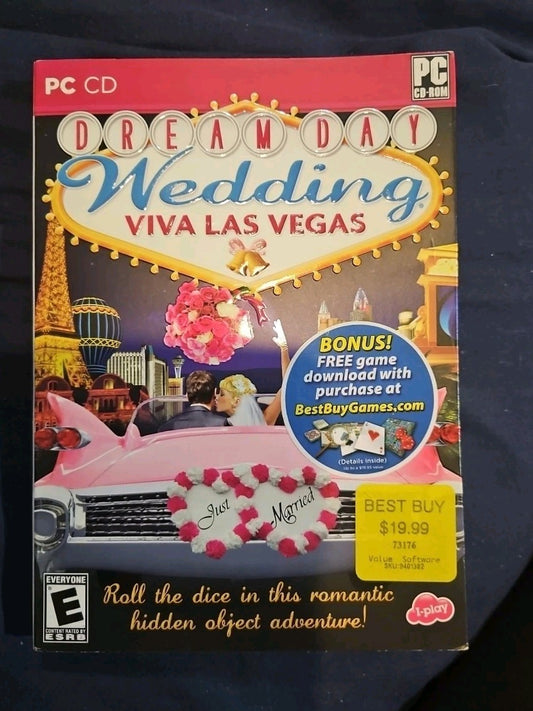 PC CD
PC
CD-ROM
DREAM DAY
Wedding
VIVA LAS VEGAS
BONUS!
FREE game
download with
purchase at
BestBuyGames.com
(Details inside)
Just
Married
BEST BUY
$19.99
73176
Value Software
SKU:9401382
EVERYONE
E
CONTENT RATED BY
ESRB
Roll the dice in this romantic
hidden object adventure!
i-play